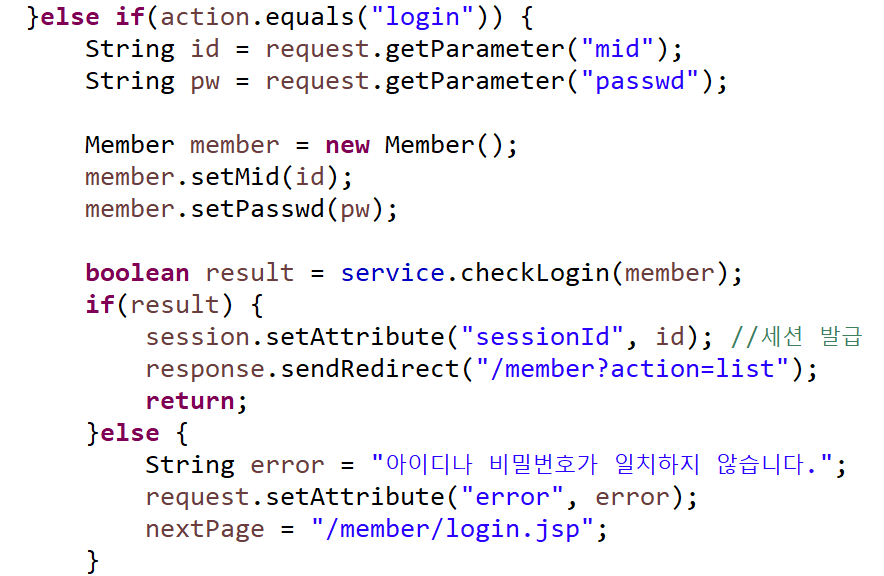 }else if(action.equals("login")) {
String id = request.getParameter("mid");
String pw = request.getParameter("passwd");
Member member = new Member();
member.setMid(id);
member.setPasswd(pw);
boolean result = service.checkLogin(member);
if(result) {
session.setAttribute("sessionId", id); //세션 발급
response.sendRedirect("/member?action=list");
return;
}else {
String error = "아이디나 비밀번호가 일치하지 않습니다.";
request.setAttribute("error", error);
nextPage = "/member/login.jsp";
}